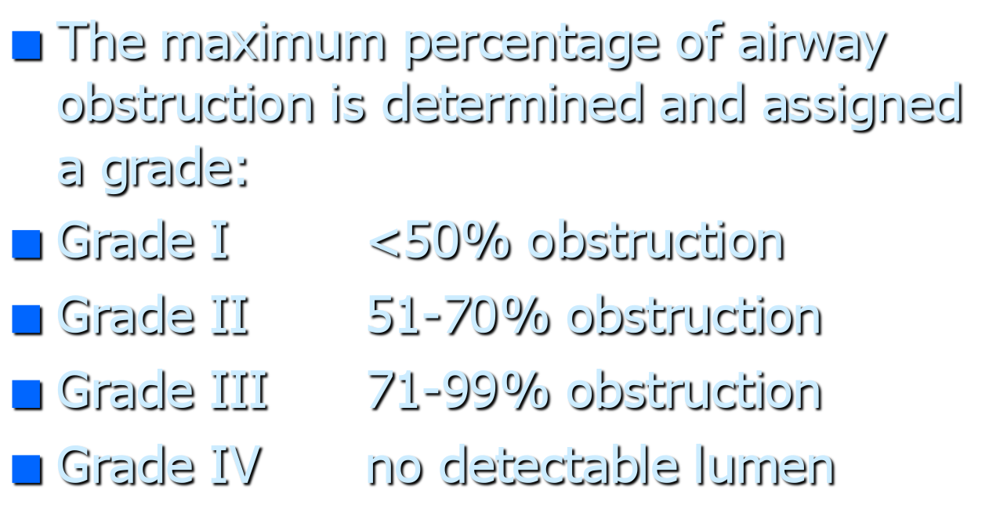 The maximum percentage of airway
obstruction is determined and assigned
a grade:
Grade I <50% obstruction
Grade II 51-70% obstruction
Grade III 71-99% obstruction
Grade IV no detectable lumen